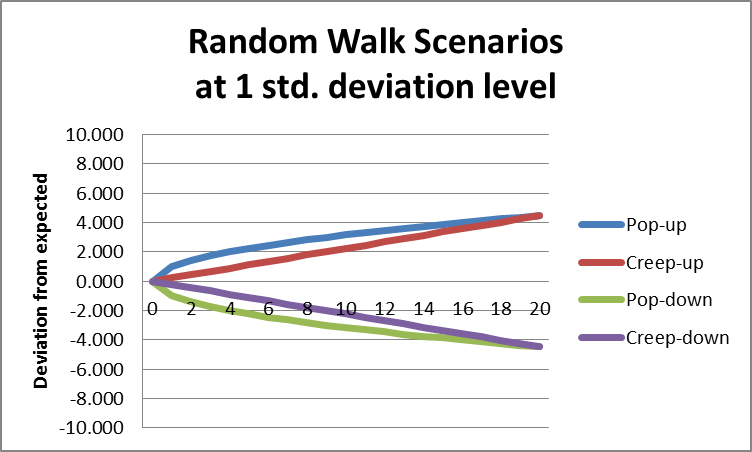 Random Walk Scenarios
at 1 std. deviation level
Deviation from expected
10.000
8.000
6.000
4.000
2.000
0.000
-2.000
-4.000
-6.000
-8.000
-10.000
0 2 4 6 8 10 12 14 16 18 20
Pop-up
Creep-up
Pop-down
Creep-down